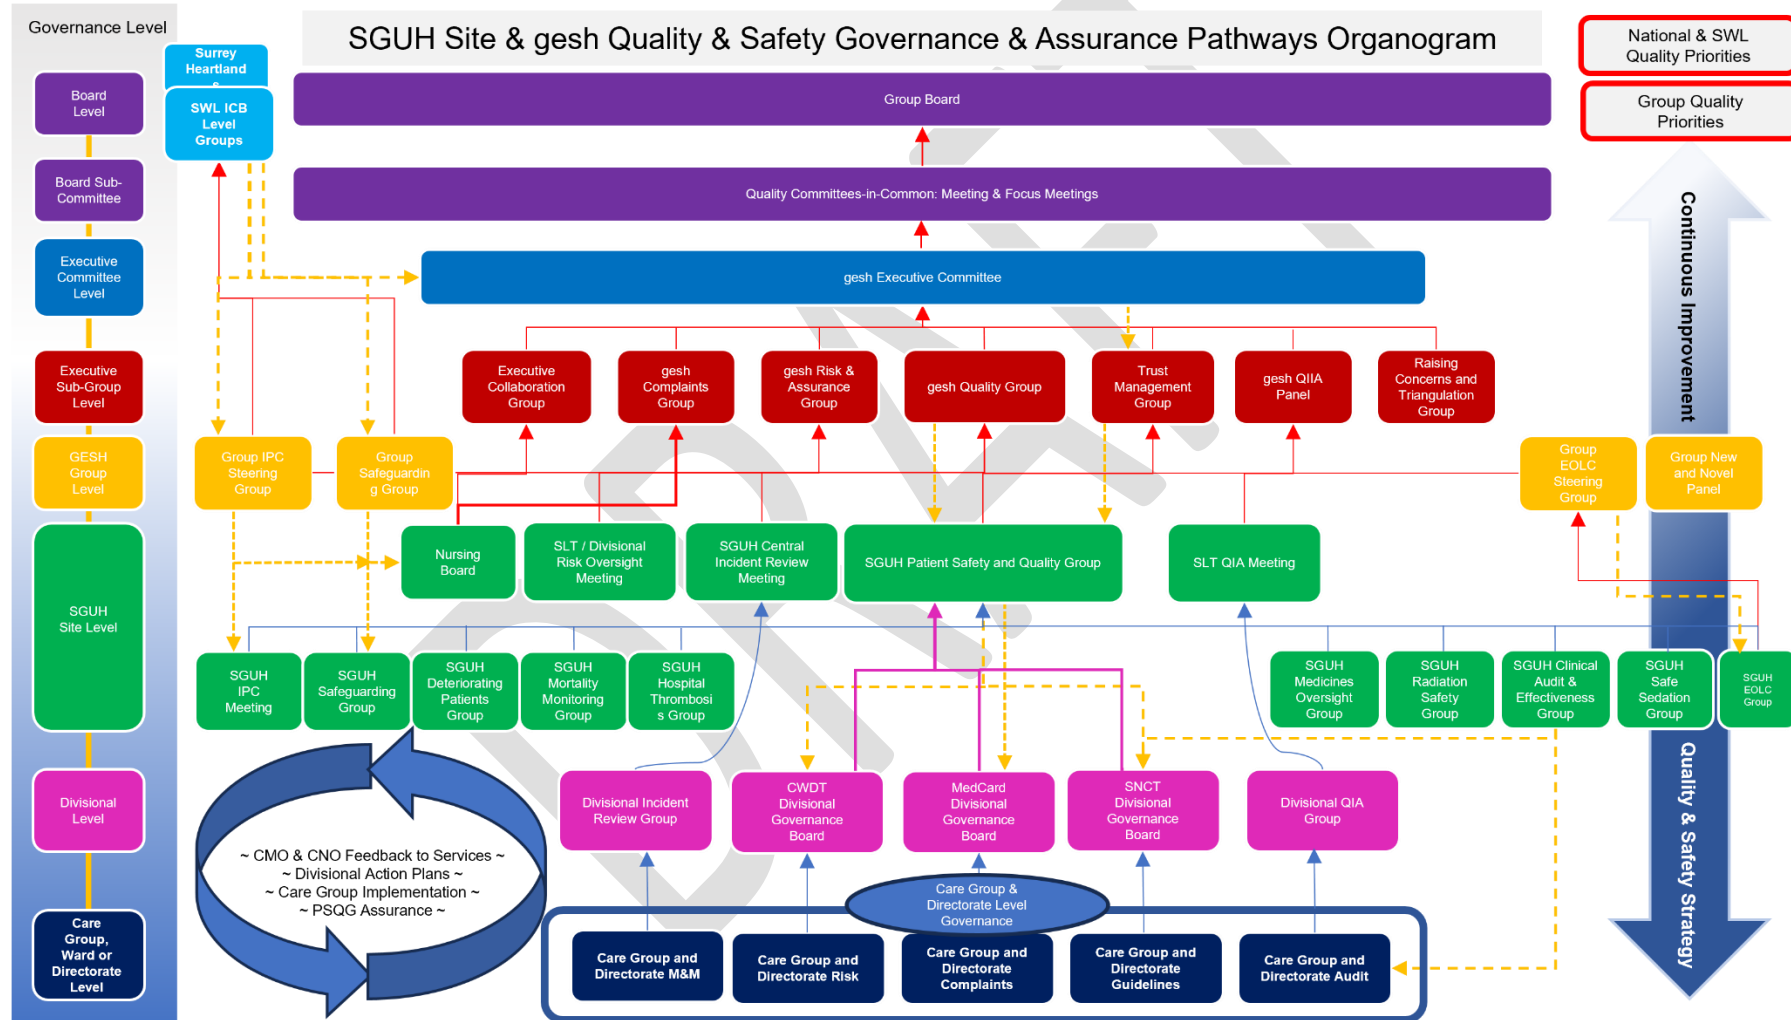 Governance Level
SGUH Site & gesh Quality & Safety Governance & Assurance Pathways Organogram
National & SWL
Quality Priorities
Group Quality
Priorities
Surrey
Heartland
s
SWL ICB
Level
Groups
Board
Level
Group Board
Board Sub-
Committee
Quality Committees-in-Common: Meeting & Focus Meetings
Executive
Committee
Level
gesh Executive Committee
Executive
Sub-Group
Level
Executive
Collaboration
Group
gesh
Complaints
Group
gesh Risk &
Assurance
Group
gesh Quality Group
Trust
Management
Group
gesh QIIA
Panel
Raising
Concerns and
Triangulation
Group
GESH
Group
Level
Group IPC
Steering
Group
Group
Safeguardin
g Group
Group
EOLC
Steering
Group
Group New
and Novel
Panel
SGUH
Site Level
Nursing
Board
SLT / Divisional
Risk Oversight
Meeting
SGUH Central
Incident Review
Meeting
SGUH Patient Safety and Quality Group
SLT QIA Meeting
SGUH
IPC
Meeting
SGUH
Safeguarding
Group
SGUH
Deteriorating
Patients
Group
SGUH
Mortality
Monitoring
Group
SGUH
Hospital
Thrombosi
s Group
SGUH
Medicines
Oversight
Group
SGUH
Radiation
Safety
Group
SGUH Clinical
Audit &
Effectiveness
Group
SGUH
Safe
Sedation
Group
SGUH
EOLC
Group
Divisional
Level
Divisional Incident
Review Group
CWDT
Divisional
Governance
Board
MedCard
Divisional
Governance
Board
SNCT
Divisional
Governance
Board
Divisional QIA
Group
~ CMO & CNO Feedback to Services ~
~ Divisional Action Plans ~
~ Care Group Implementation ~
~ PSQG Assurance ~
Care Group &
Directorate Level
Governance
Care
Group,
Ward or
Directorate
Level
Care Group and
Directorate M&M
Care Group and
Directorate Risk
Care Group and
Directorate
Complaints
Care Group and
Directorate
Guidelines
Care Group and
Directorate Audit
Continuous Improvement
Quality & Safety Strategy
DRAFT